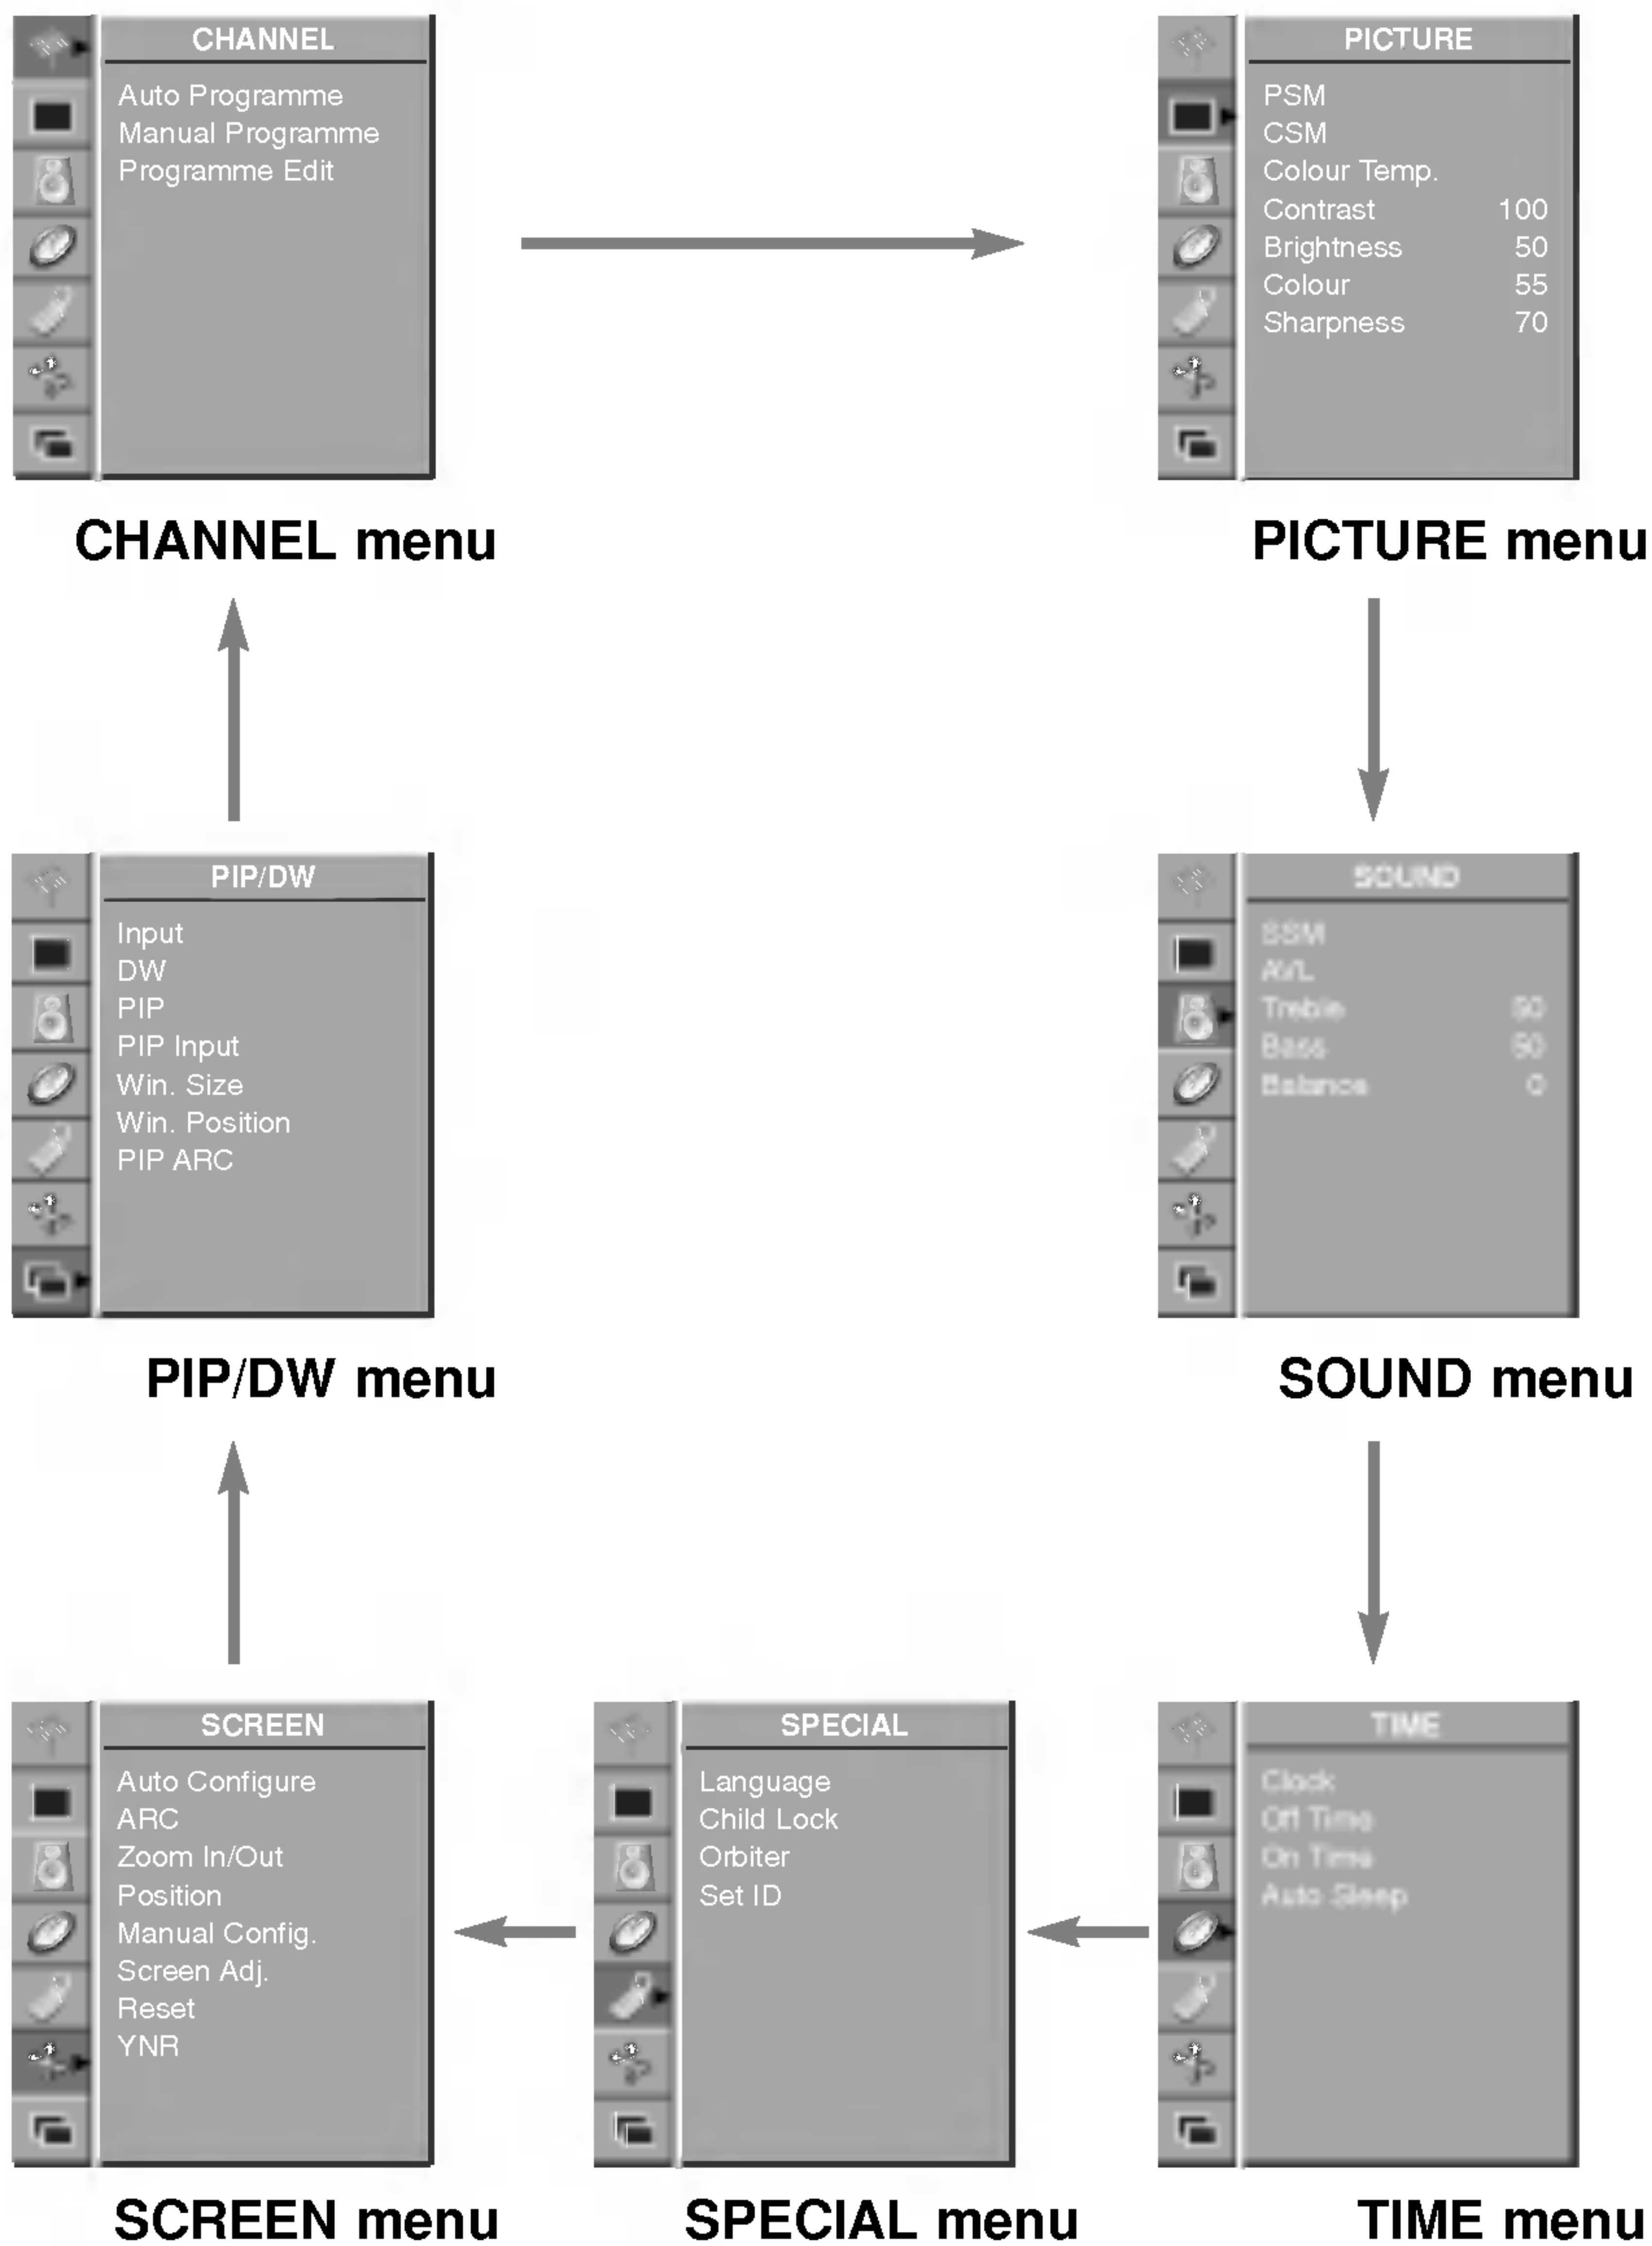 CHANNEL
Auto Programme
Manual Programme
Programme Edit
CHANNEL menu
PICTURE
PSM
CSM
Colour Temp.
Contrast 100
Brightness 50
Colour 55
Sharpness 70
PICTURE menu
PIP/DW
Input
DW
PIP
PIP Input
Win. Size
Win. Position
PIP ARC
PIP/DW menu
SOUND
SSM
AVL
Treble
Bass
Balance 0
SOUND menu
SCREEN
Auto Configure
ARC
Zoom In/Out
Position
Manual Config.
Screen Adj.
Reset
YNR
SCREEN menu
SPECIAL
Language
Child Lock
Orbiter
Set ID
SPECIAL menu
TIME
Clock
Off Time
On Time
Auto Sleep
TIME menu